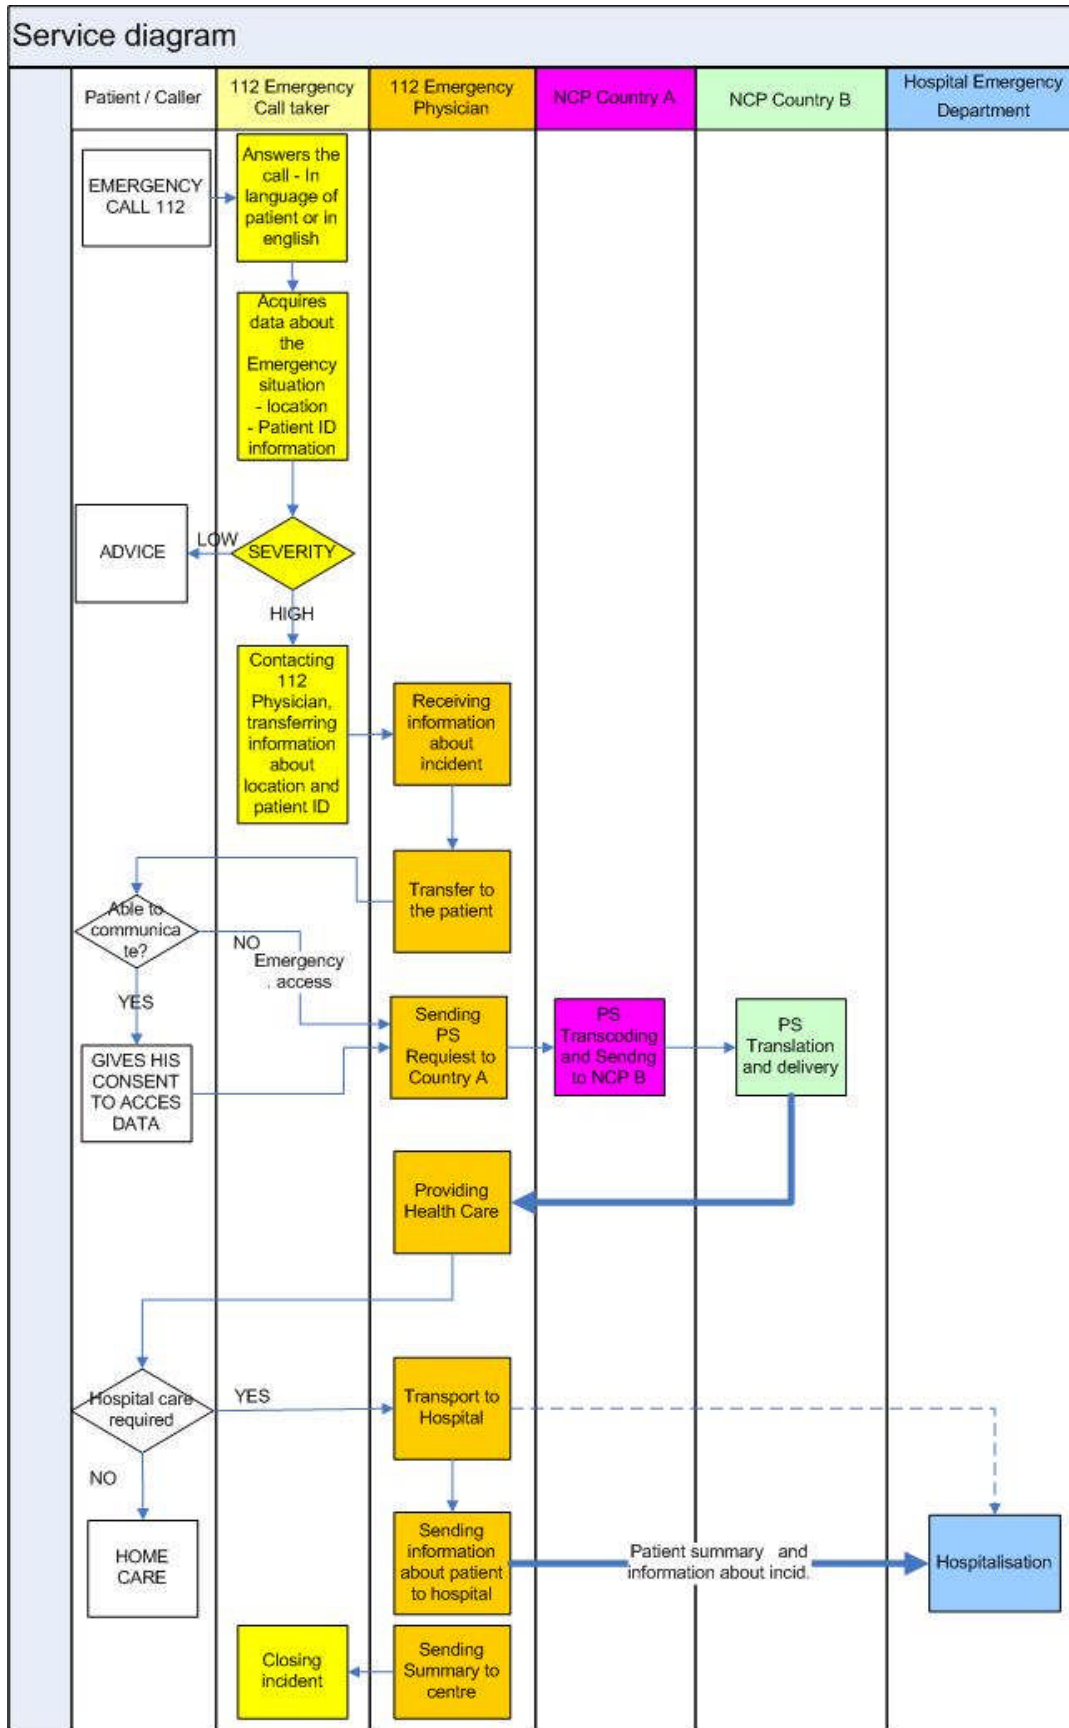 Service diagram
Patient / Caller
112 Emergency
Call taker
112 Emergency
Physician
NCP Country A
NCP Country B
Hospital Emergency
Department
EMERGENCY
CALL 112
Answers the
call - In
language of
patient or in
english
Acquires
data about
the
Emergency
situation
- location
- Patient ID
information
ADVICE
LOW
SEVERITY
HIGH
Contacting
112
Physician,
transferring
information
about
location and
patient ID
Receiving
information
about
incident
Transfer to
the patient
Able to
communica
te?
NO
Emergency
. access
YES
GIVES HIS
CONSENT
TO ACCES
DATA
Sending
PS
Requiest to
Country A
PS
Transcoding
and Sendng
to NCP B
PS
Translation
and delivery
Providing
Health Care
Hospital care
required
YES
Transport to
Hospital
NO
HOME
CARE
Sending
information
about patient
to hospital
Patient summary and
information about incid.
Hospitalisation
Closing
incident
Sending
Summary to
centre